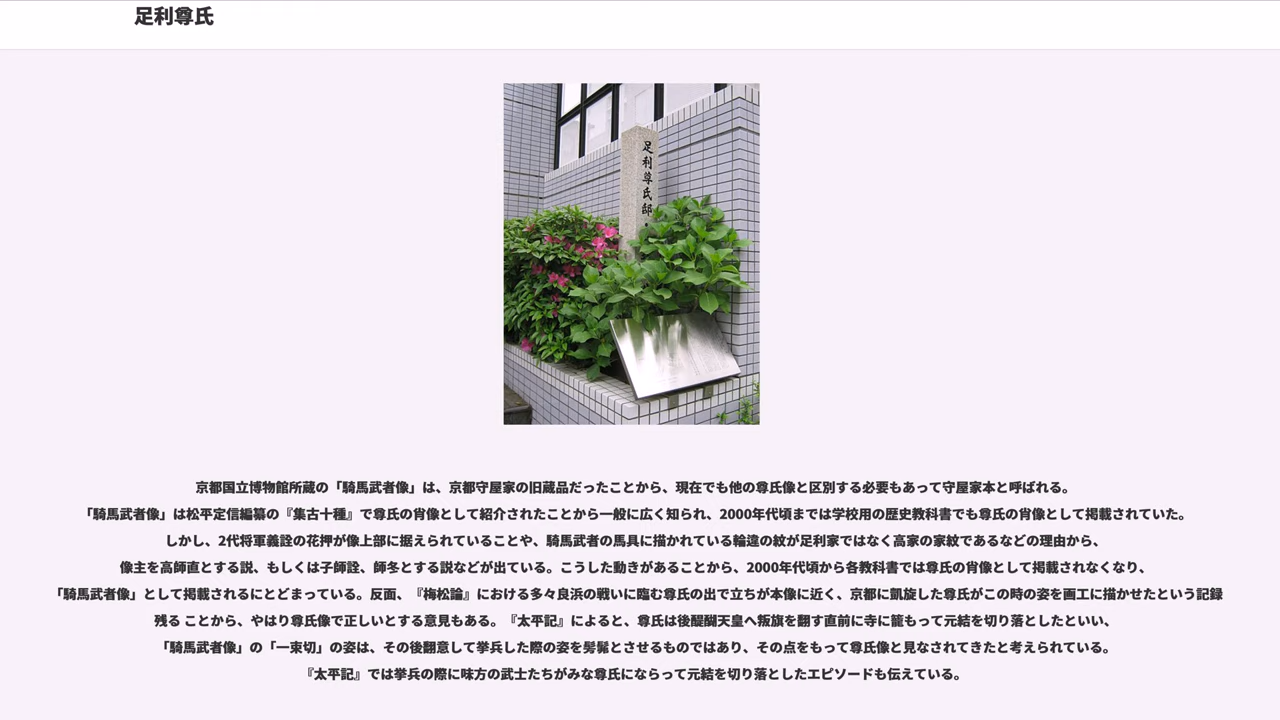 足利尊氏
足利尊氏邸
京都国立博物館所蔵の「騎馬武者像」は、京都守屋家の旧蔵品だったことから、現在でも他の尊氏像と区別する必要もあって守屋家本と呼ばれる。
「騎馬武者像」は松平定信編纂の『集古十種』で尊氏の肖像として紹介されたことから一般に広く知られ、2000年代頃までは学校用の歴史教科書でも尊氏の肖像として掲載されていた。
しかし、2代将軍義詮の花押が像上部に据えられていることや、騎馬武者の馬具に描かれている輪違の紋が足利家ではなく高家の家紋であるなどの理由から、
像主を高師直とする説、もしくは子師詮、師冬とする説などが出ている。こうした動きがあることから、2000年代頃から各教科書では尊氏の肖像として掲載されなくなり、
「騎馬武者像」として掲載されるにとどまっている。反面、『梅松論』における多々良浜の戦いに臨む尊氏の出で立ちが本像に近く、京都に凱旋した尊氏がこの時の姿を画工に描かせたという記録
残る ことから、やはり尊氏像で正しいとする意見もある。『太平記』によると、尊氏は後醍醐天皇へ叛旗を翻す直前に寺に籠もって元結を切り落としたといい、
「騎馬武者像」の「一束切」の姿は、その後翻意して挙兵した際の姿を髣髴とさせるものではあり、その点をもって尊氏像と見なされてきたと考えられている。
『太平記』では挙兵の際に味方の武士たちがみな尊氏にならって元結を切り落としたエピソードも伝えている。